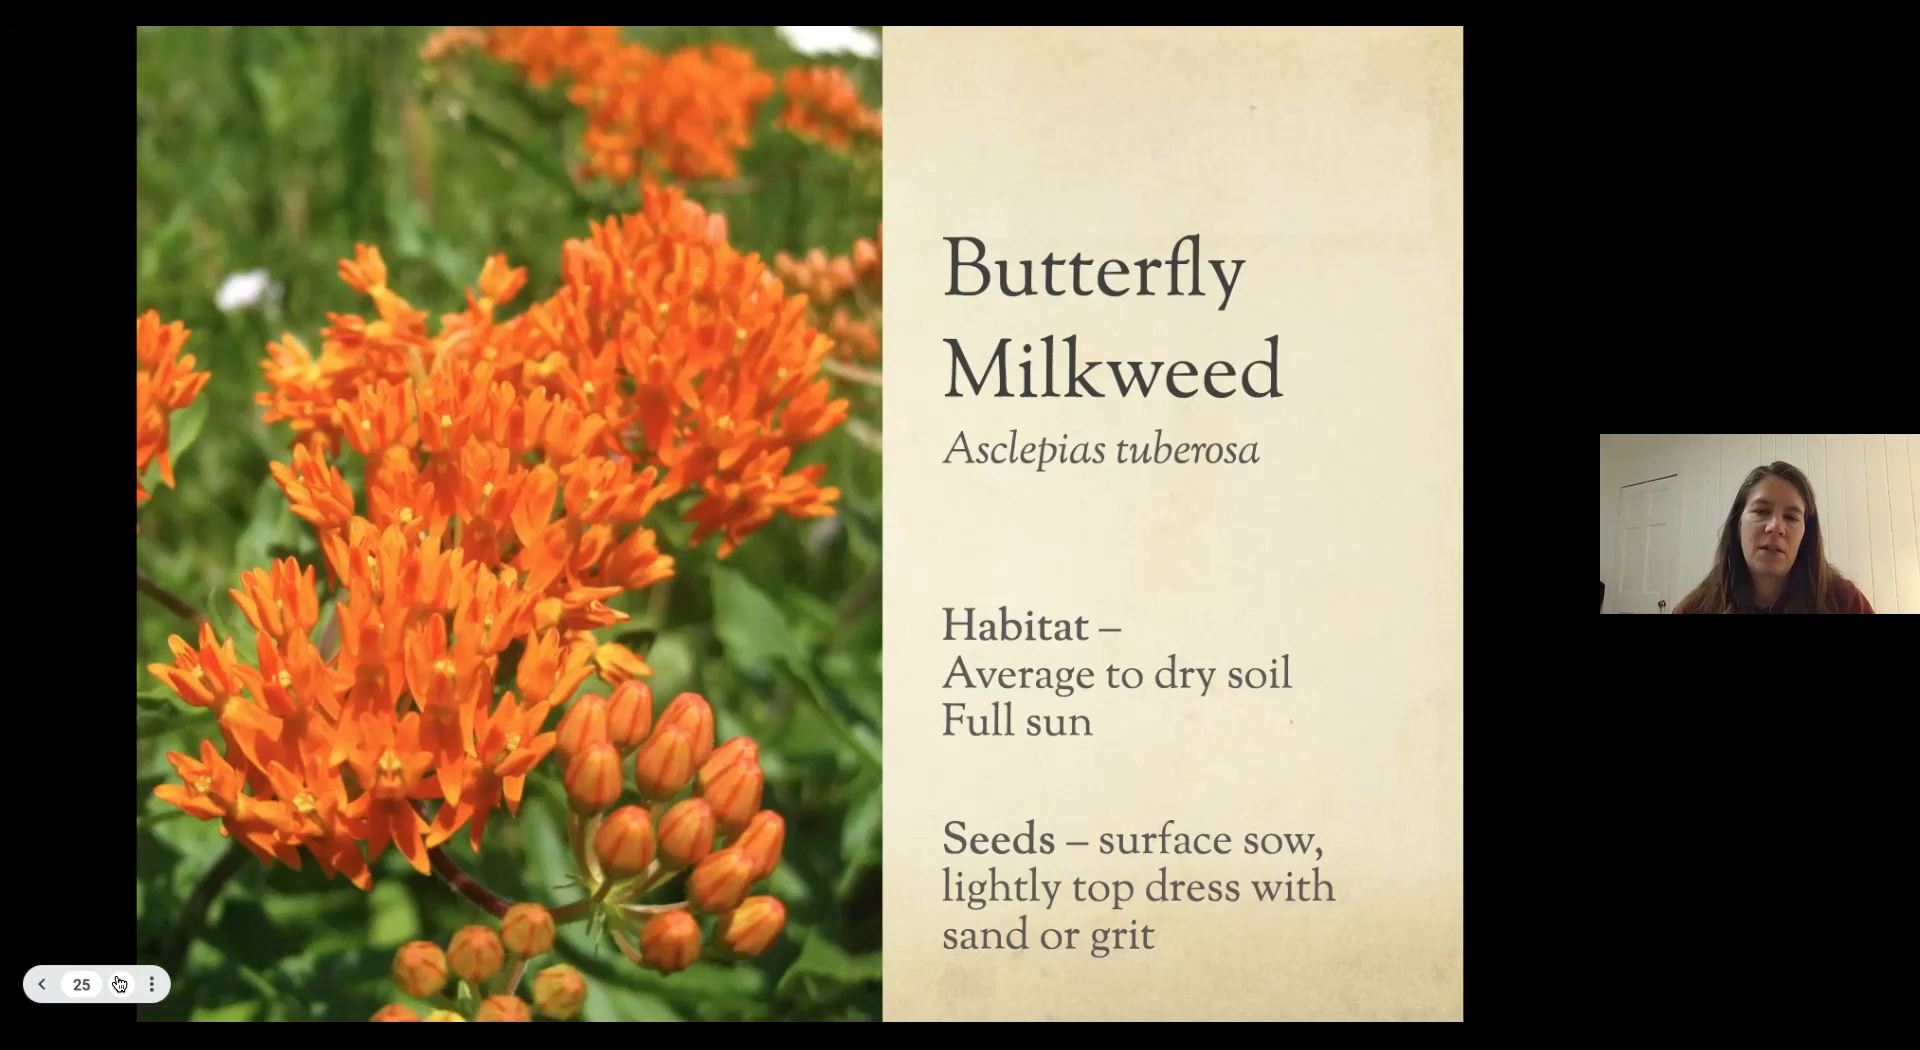 Butterfly
Milkweed
Asclepias tuberosa
Habitat –
Average to dry soil
Full sun
Seeds – surface sow,
lightly top dress with
sand or grit
25